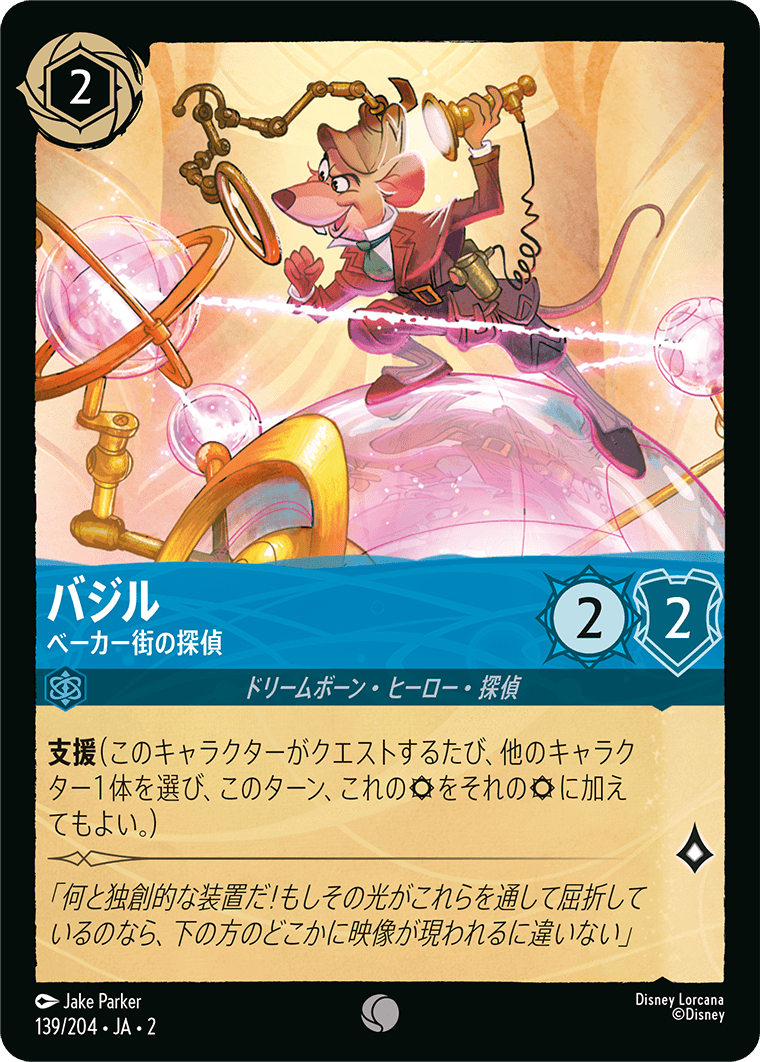 2
バジル
ベーカー街の探偵
2
2
ドリームボーン・ヒーロー・探偵
支援(このキャラクターがクエストするたび、他のキャラク
ター1体を選び、このターン、これの⛭をそれの⛭に加え
てもよい。)
「何と独創的な装置だ!もしその光がこれらを通して屈折して
いるのなら、下の方のどこかに映像が現われるに違いない」
Jake Parker
139/204 • JA • 2
Disney Lorcana
©Disney